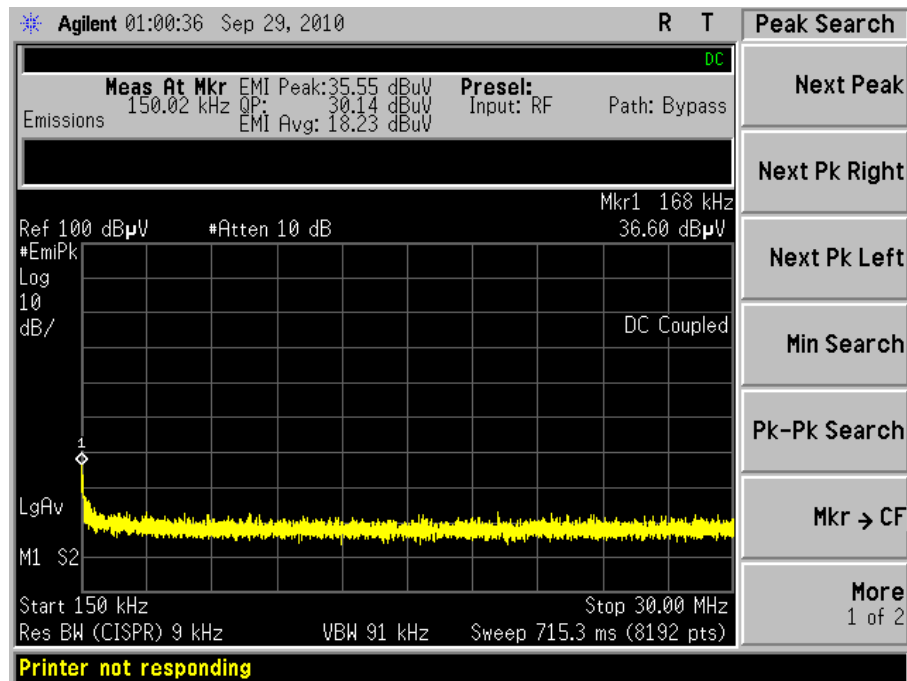 Agilent 01:00:36 Sep 29, 2010 R T
Peak Search
DC
Meas At Mkr EMI Peak:35.55 dBuV Presel:
150.02 kHz QP: 30.14 dBuV Input: RF Path: Bypass
Emissions EMI Avg: 18.23 dBuV
Mkr1 168 kHz
Ref 100 dBµV #Atten 10 dB 36.60 dBµV
#EmiPk
Log
10
dB/
DC Coupled
1
LgAv
M1 S2
Start 150 kHz Stop 30.00 MHz
Res BW (CISPR) 9 kHz VBW 91 kHz Sweep 715.3 ms (8192 pts)
Printer not responding
Next Peak
Next Pk Right
Next Pk Left
Min Search
Pk-Pk Search
Mkr → CF
More
1 of 2